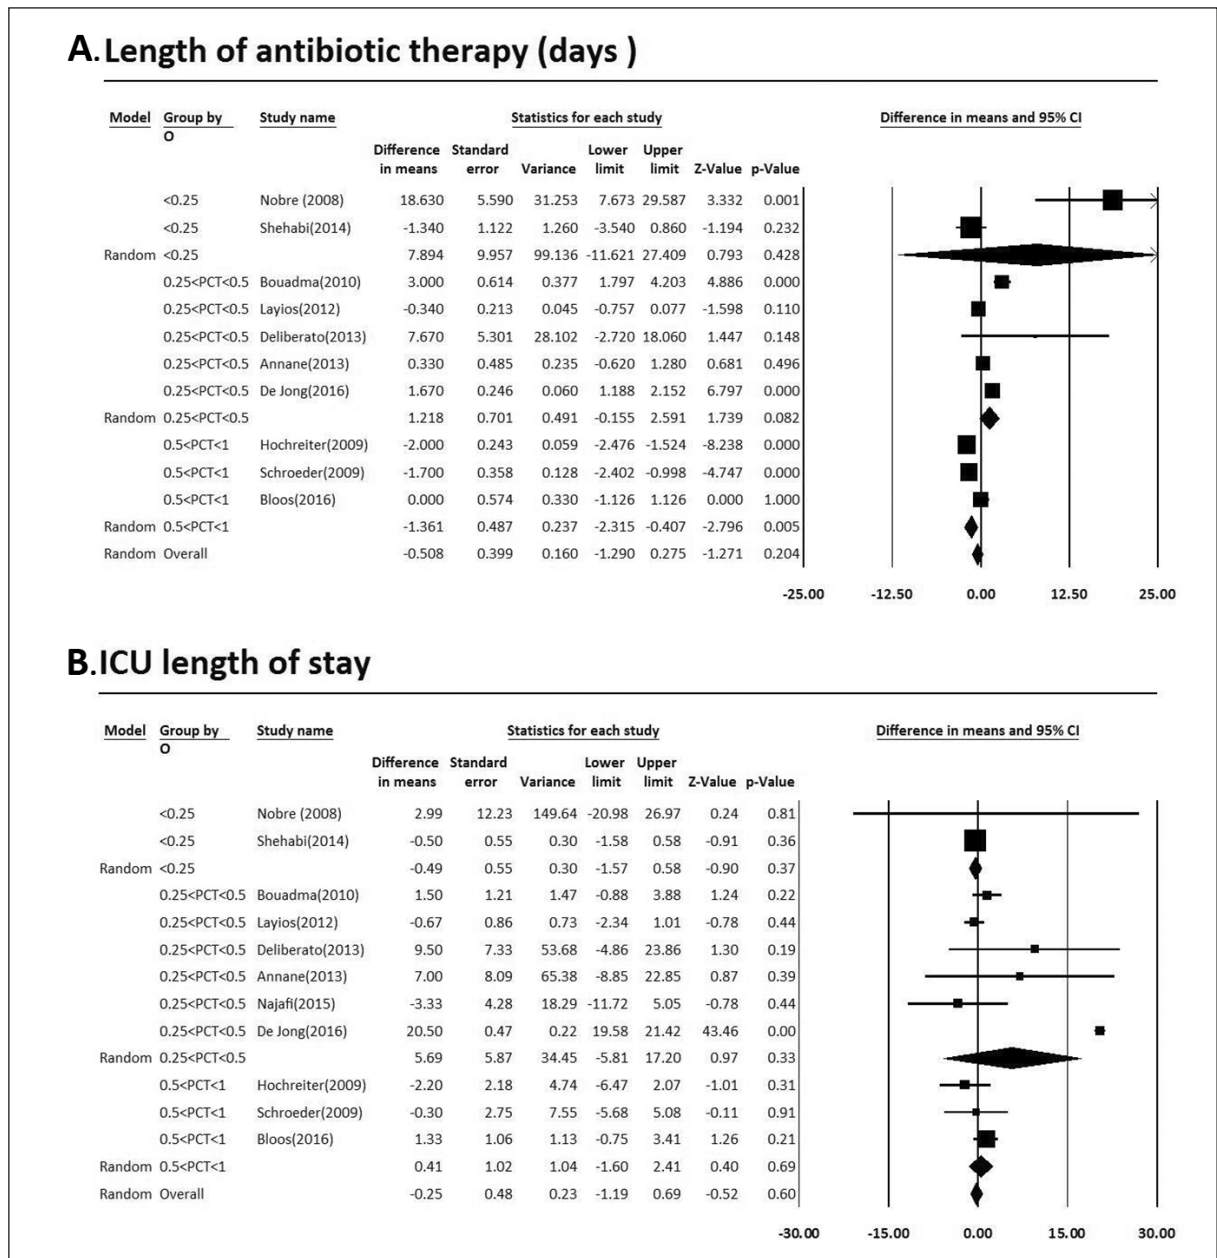 A. Length of antibiotic therapy (days )
Model Group by O Study name Statistics for each study Difference in means and 95% CI
Difference in means Standard error Variance Lower limit Upper limit Z-Value p-Value
<0.25 Nobre (2008) 18.630 5.590 31.253 7.673 29.587 3.332 0.001
<0.25 Shehabi(2014) -1.340 1.122 1.260 -3.540 0.860 -1.194 0.232
Random <0.25 7.894 9.957 99.136 -11.621 27.409 0.793 0.428
0.25<PCT<0.5 Bouadma(2010) 3.000 0.614 0.377 1.797 4.203 4.886 0.000
0.25<PCT<0.5 Layios(2012) -0.340 0.213 0.045 -0.757 0.077 -1.598 0.110
0.25<PCT<0.5 Deliberato(2013) 7.670 5.301 28.102 -2.720 18.060 1.447 0.148
0.25<PCT<0.5 Annane(2013) 0.330 0.485 0.235 -0.620 1.280 0.681 0.496
0.25<PCT<0.5 De Jong(2016) 1.670 0.246 0.060 1.188 2.152 6.797 0.000
Random 0.25<PCT<0.5 1.218 0.701 0.491 -0.155 2.591 1.739 0.082
0.5<PCT<1 Hochreiter(2009) -2.000 0.243 0.059 -2.476 -1.524 -8.238 0.000
0.5<PCT<1 Schroeder(2009) -1.700 0.358 0.128 -2.402 -0.998 -4.747 0.000
0.5<PCT<1 Bloos(2016) 0.000 0.574 0.330 -1.126 1.126 0.000 1.000
Random 0.5<PCT<1 -1.361 0.487 0.237 -2.315 -0.407 -2.796 0.005
Random Overall -0.508 0.399 0.160 -1.290 0.275 -1.271 0.204
-25.00 -12.50 0.00 12.50 25.00
B. ICU length of stay
Model Group by O Study name Statistics for each study Difference in means and 95% CI
Difference in means Standard error Variance Lower limit Upper limit Z-Value p-Value
<0.25 Nobre (2008) 2.99 12.23 149.64 -20.98 26.97 0.24 0.81
<0.25 Shehabi(2014) -0.50 0.55 0.30 -1.58 0.58 -0.91 0.36
Random <0.25 -0.49 0.55 0.30 -1.57 0.58 -0.90 0.37
0.25<PCT<0.5 Bouadma(2010) 1.50 1.21 1.47 -0.88 3.88 1.24 0.22
0.25<PCT<0.5 Layios(2012) -0.67 0.86 0.73 -2.34 1.01 -0.78 0.44
0.25<PCT<0.5 Deliberato(2013) 9.50 7.33 53.68 -4.86 23.86 1.30 0.19
0.25<PCT<0.5 Annane(2013) 7.00 8.09 65.38 -8.85 22.85 0.87 0.39
0.25<PCT<0.5 Najafi(2015) -3.33 4.28 18.29 -11.72 5.05 -0.78 0.44
0.25<PCT<0.5 De Jong(2016) 20.50 0.47 0.22 19.58 21.42 43.46 0.00
Random 0.25<PCT<0.5 5.69 5.87 34.45 -5.81 17.20 0.97 0.33
0.5<PCT<1 Hochreiter(2009) -2.20 2.18 4.74 -6.47 2.07 -1.01 0.31
0.5<PCT<1 Schroeder(2009) -0.30 2.75 7.55 -5.68 5.08 -0.11 0.91
0.5<PCT<1 Bloos(2016) 1.33 1.06 1.13 -0.75 3.41 1.26 0.21
Random 0.5<PCT<1 0.41 1.02 1.04 -1.60 2.41 0.40 0.69
Random Overall -0.25 0.48 0.23 -1.19 0.69 -0.52 0.60
-30.00 -15.00 0.00 15.00 30.00